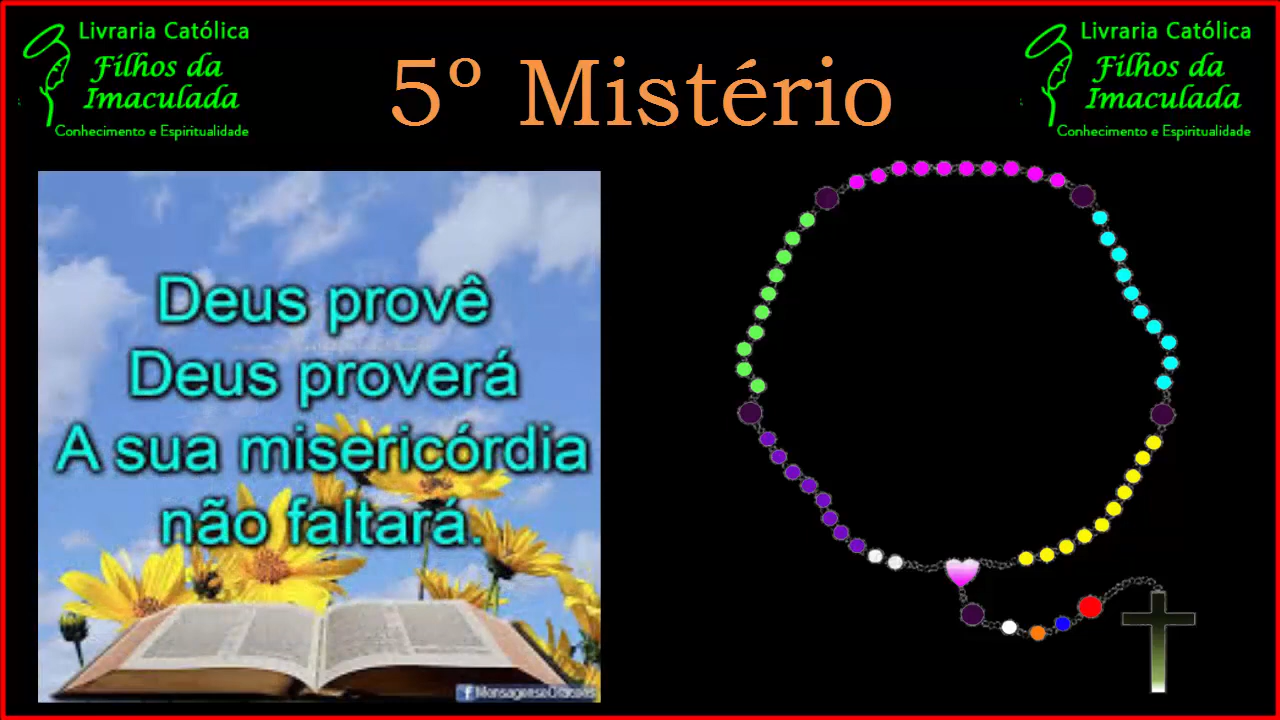 Livraria Católica
Filhos da
Imaculada
Conhecimento e Espiritualidade
5º Mistério
Livraria Católica
Filhos da
Imaculada
Conhecimento e Espiritualidade
Deus provê
Deus proverá
A sua misericórdia
não faltará.